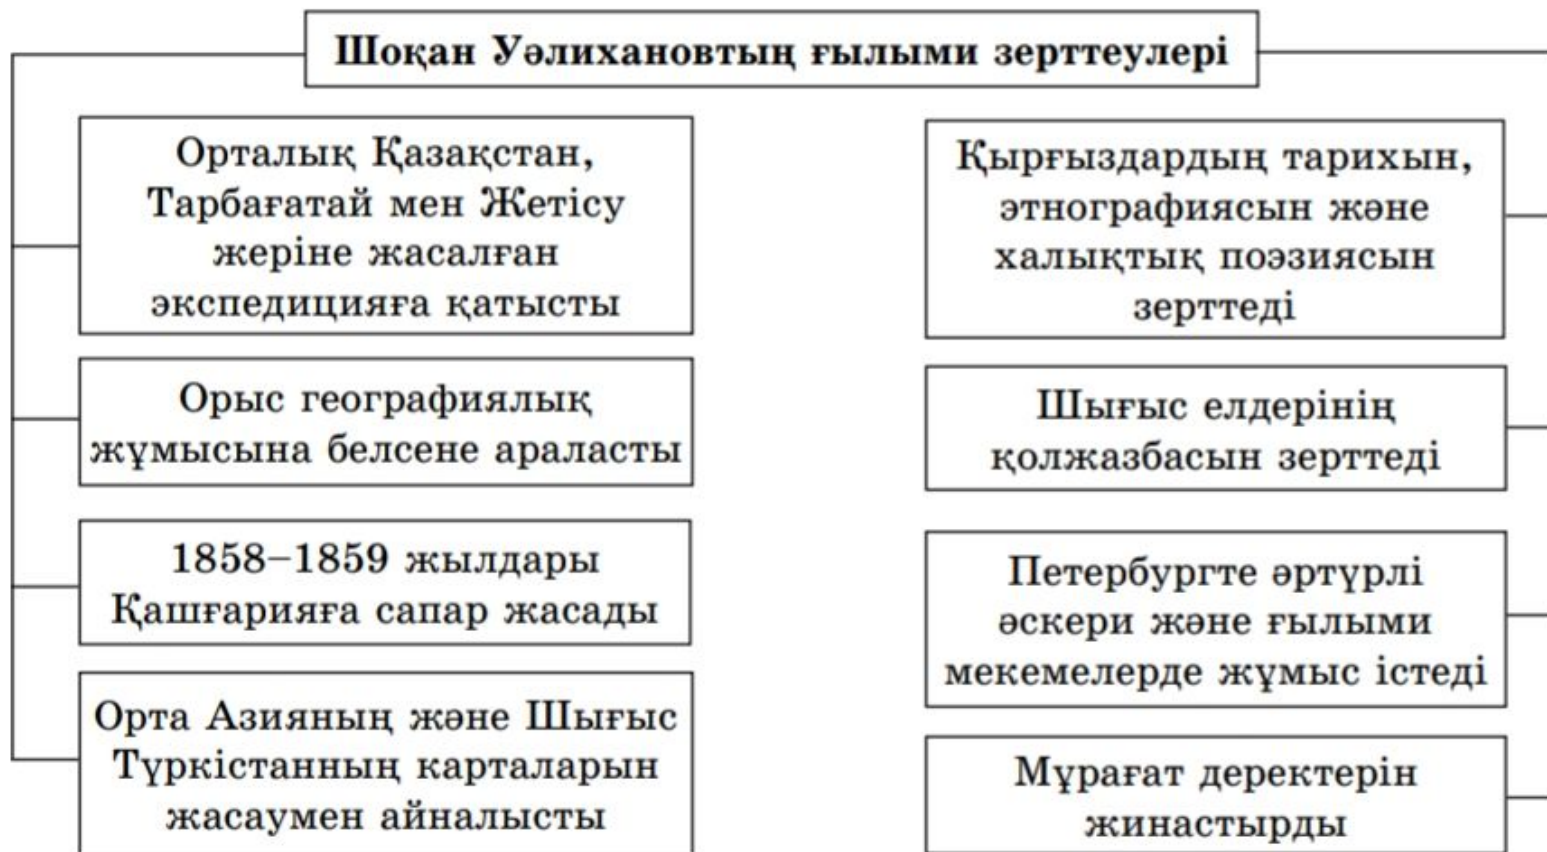 Шоқан Уәлихановтың ғылыми зерттеулері
Орталық Қазақстан,
Тарбағатай мен Жетісу
жеріне жасалған
экспедицияға қатысты
Орыс географиялық
жұмысына белсене араласты
1858–1859 жылдары
Қашғарияға сапар жасады
Орта Азияның және Шығыс
Түркістанның карталарын
жасаумен айналысты
Қырғыздардың тарихын,
этнографиясын және
халықтық поэзиясын
зерттеді
Шығыс елдерінің
қолжазбасын зерттеді
Петербургте әртүрлі
әскери және ғылыми
мекемелерде жұмыс істеді
Мұрағат деректерін
жинастырды